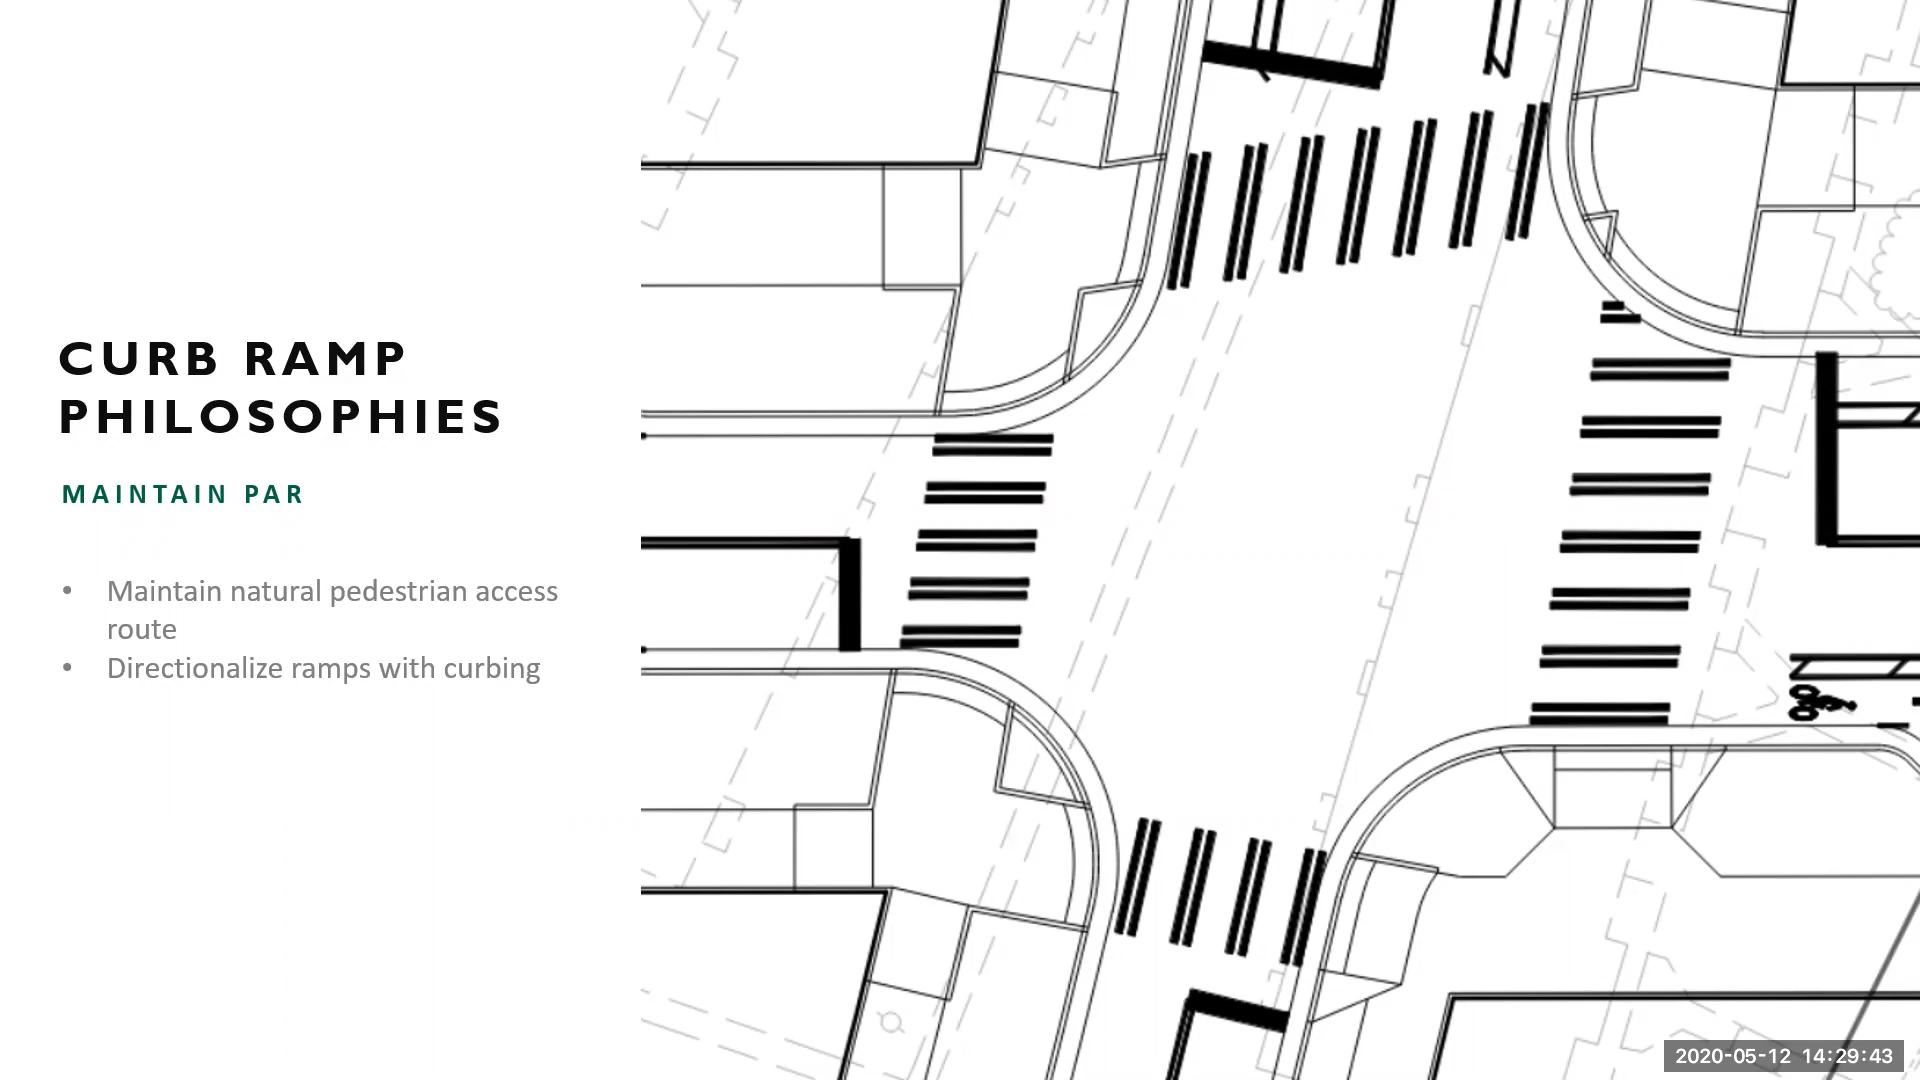 CURB RAMP
PHILOSOPHIES
MAINTAIN PAR
• Maintain natural pedestrian access
route
• Directionalize ramps with curbing
2020-05-12 14:29:43